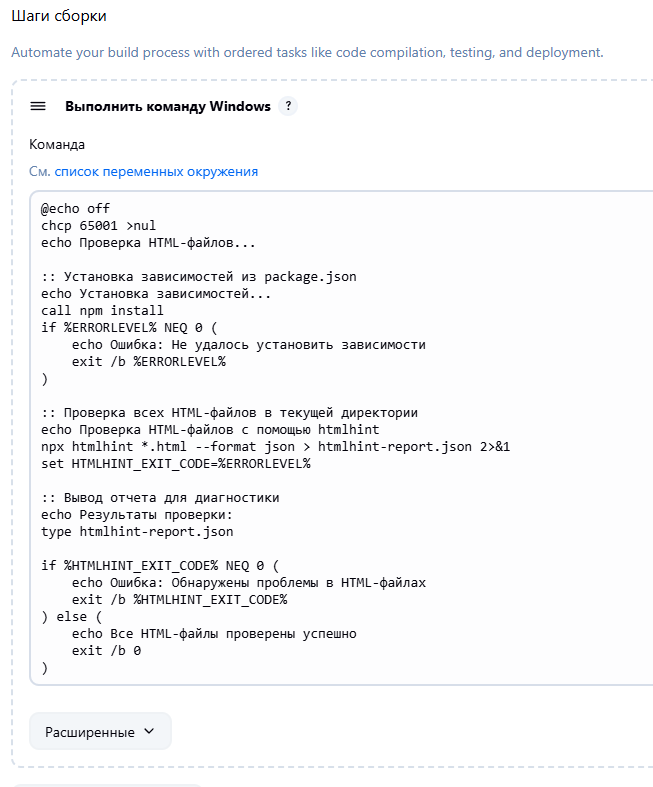 Шаги сборки
Automate your build process with ordered tasks like code compilation, testing, and deployment.
Выполнить команду Windows ?
Команда
См. список переменных окружения
@echo off
chcp 65001 >nul
echo Проверка HTML-файлов...
:: Установка зависимостей из package.json
echo Установка зависимостей...
call npm install
if %ERRORLEVEL% NEQ 0 (
    echo Ошибка: Не удалось установить зависимости
    exit /b %ERRORLEVEL%
)
:: Проверка всех HTML-файлов в текущей директории
echo Проверка HTML-файлов с помощью htmlhint
npx htmlhint *.html --format json > htmlhint-report.json 2>&1
set HTMLHINT_EXIT_CODE=%ERRORLEVEL%
:: Вывод отчета для диагностики
echo Результаты проверки:
type htmlhint-report.json
if %HTMLHINT_EXIT_CODE% NEQ 0 (
    echo Ошибка: Обнаружены проблемы в HTML-файлах
    exit /b %HTMLHINT_EXIT_CODE%
) else (
    echo Все HTML-файлы проверены успешно
    exit /b 0
)
Расширенные